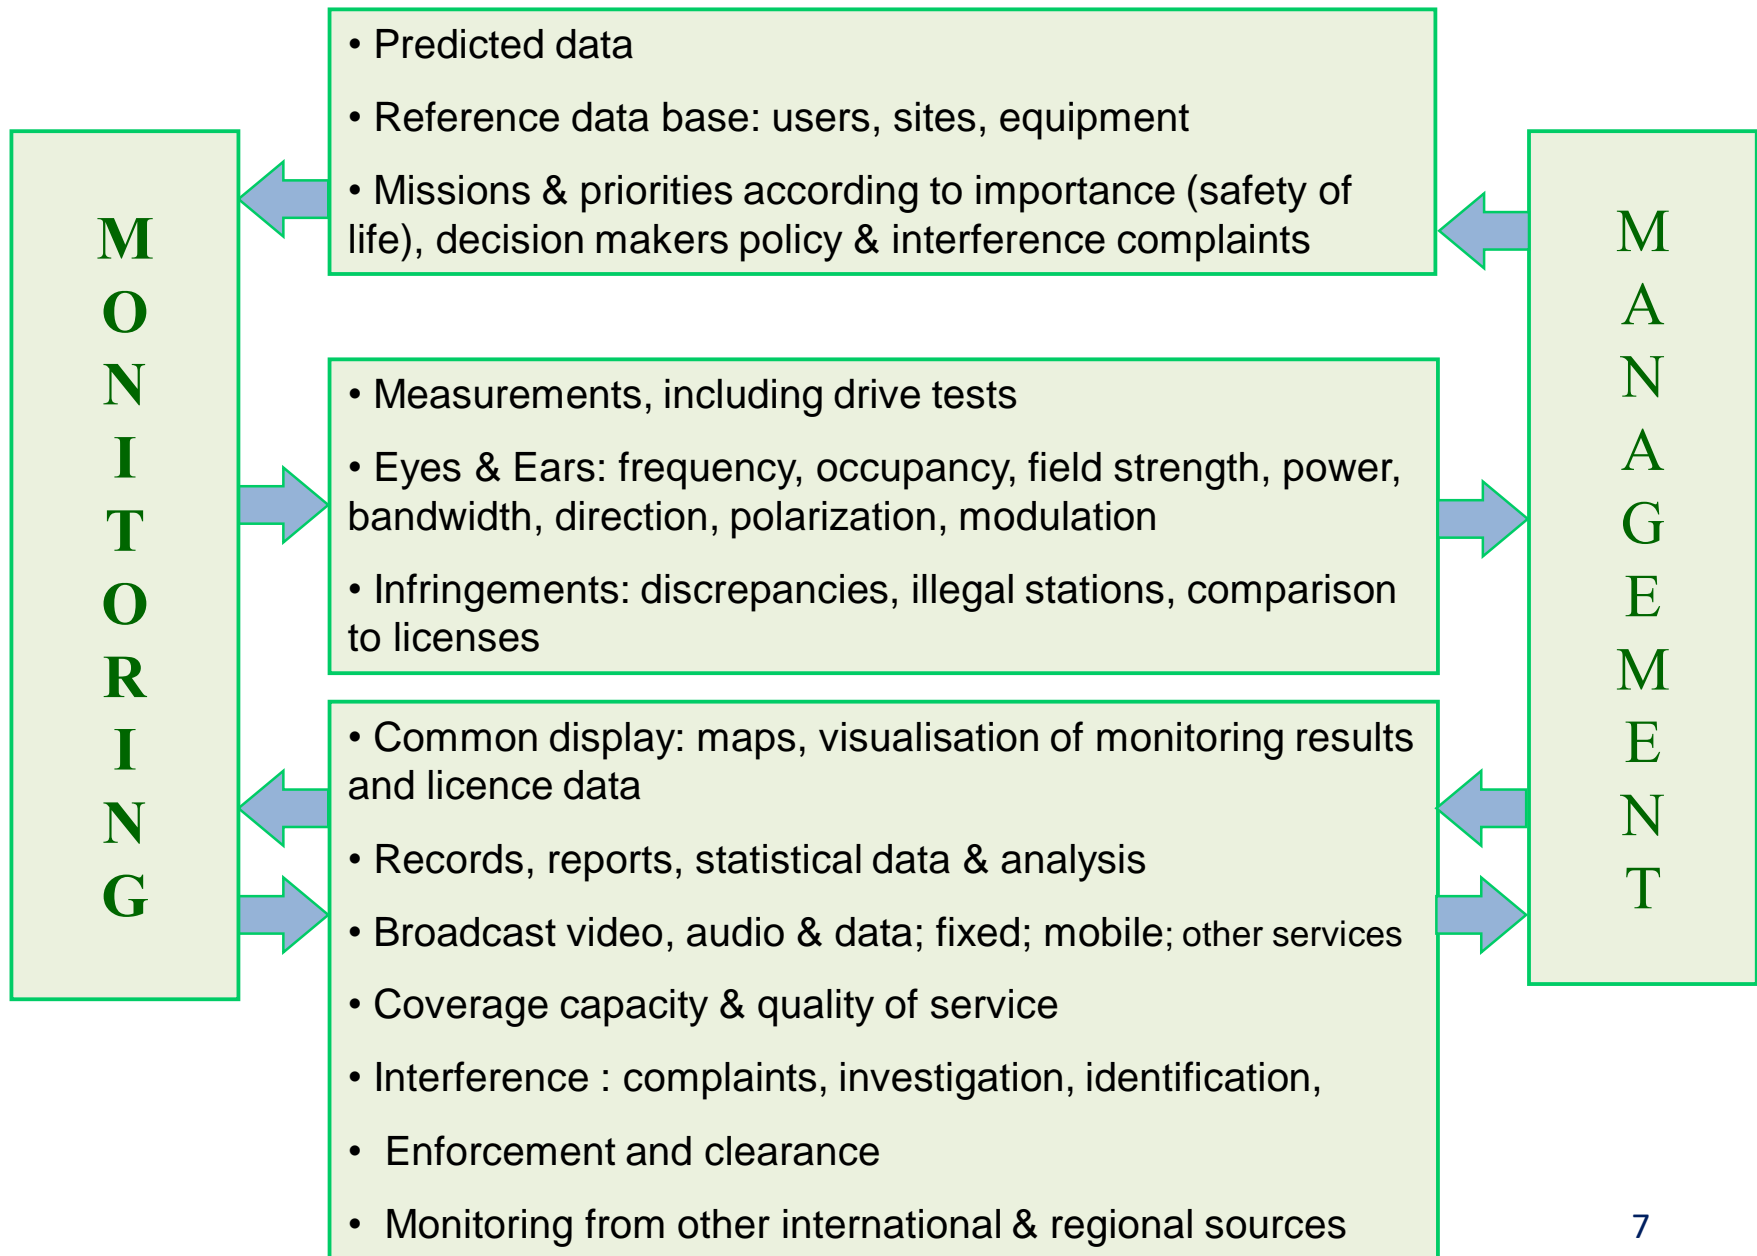 • Predicted data
• Reference data base: users, sites, equipment
• Missions & priorities according to importance (safety of
life), decision makers policy & interference complaints
MONITORING
MANAGEMENT
• Measurements, including drive tests
• Eyes & Ears: frequency, occupancy, field strength, power,
bandwidth, direction, polarization, modulation
• Infringements: discrepancies, illegal stations, comparison
to licenses
• Common display: maps, visualisation of monitoring results
and licence data
• Records, reports, statistical data & analysis
• Broadcast video, audio & data; fixed; mobile; other services
• Coverage capacity & quality of service
• Interference : complaints, investigation, identification,
• Enforcement and clearance
• Monitoring from other international & regional sources
7